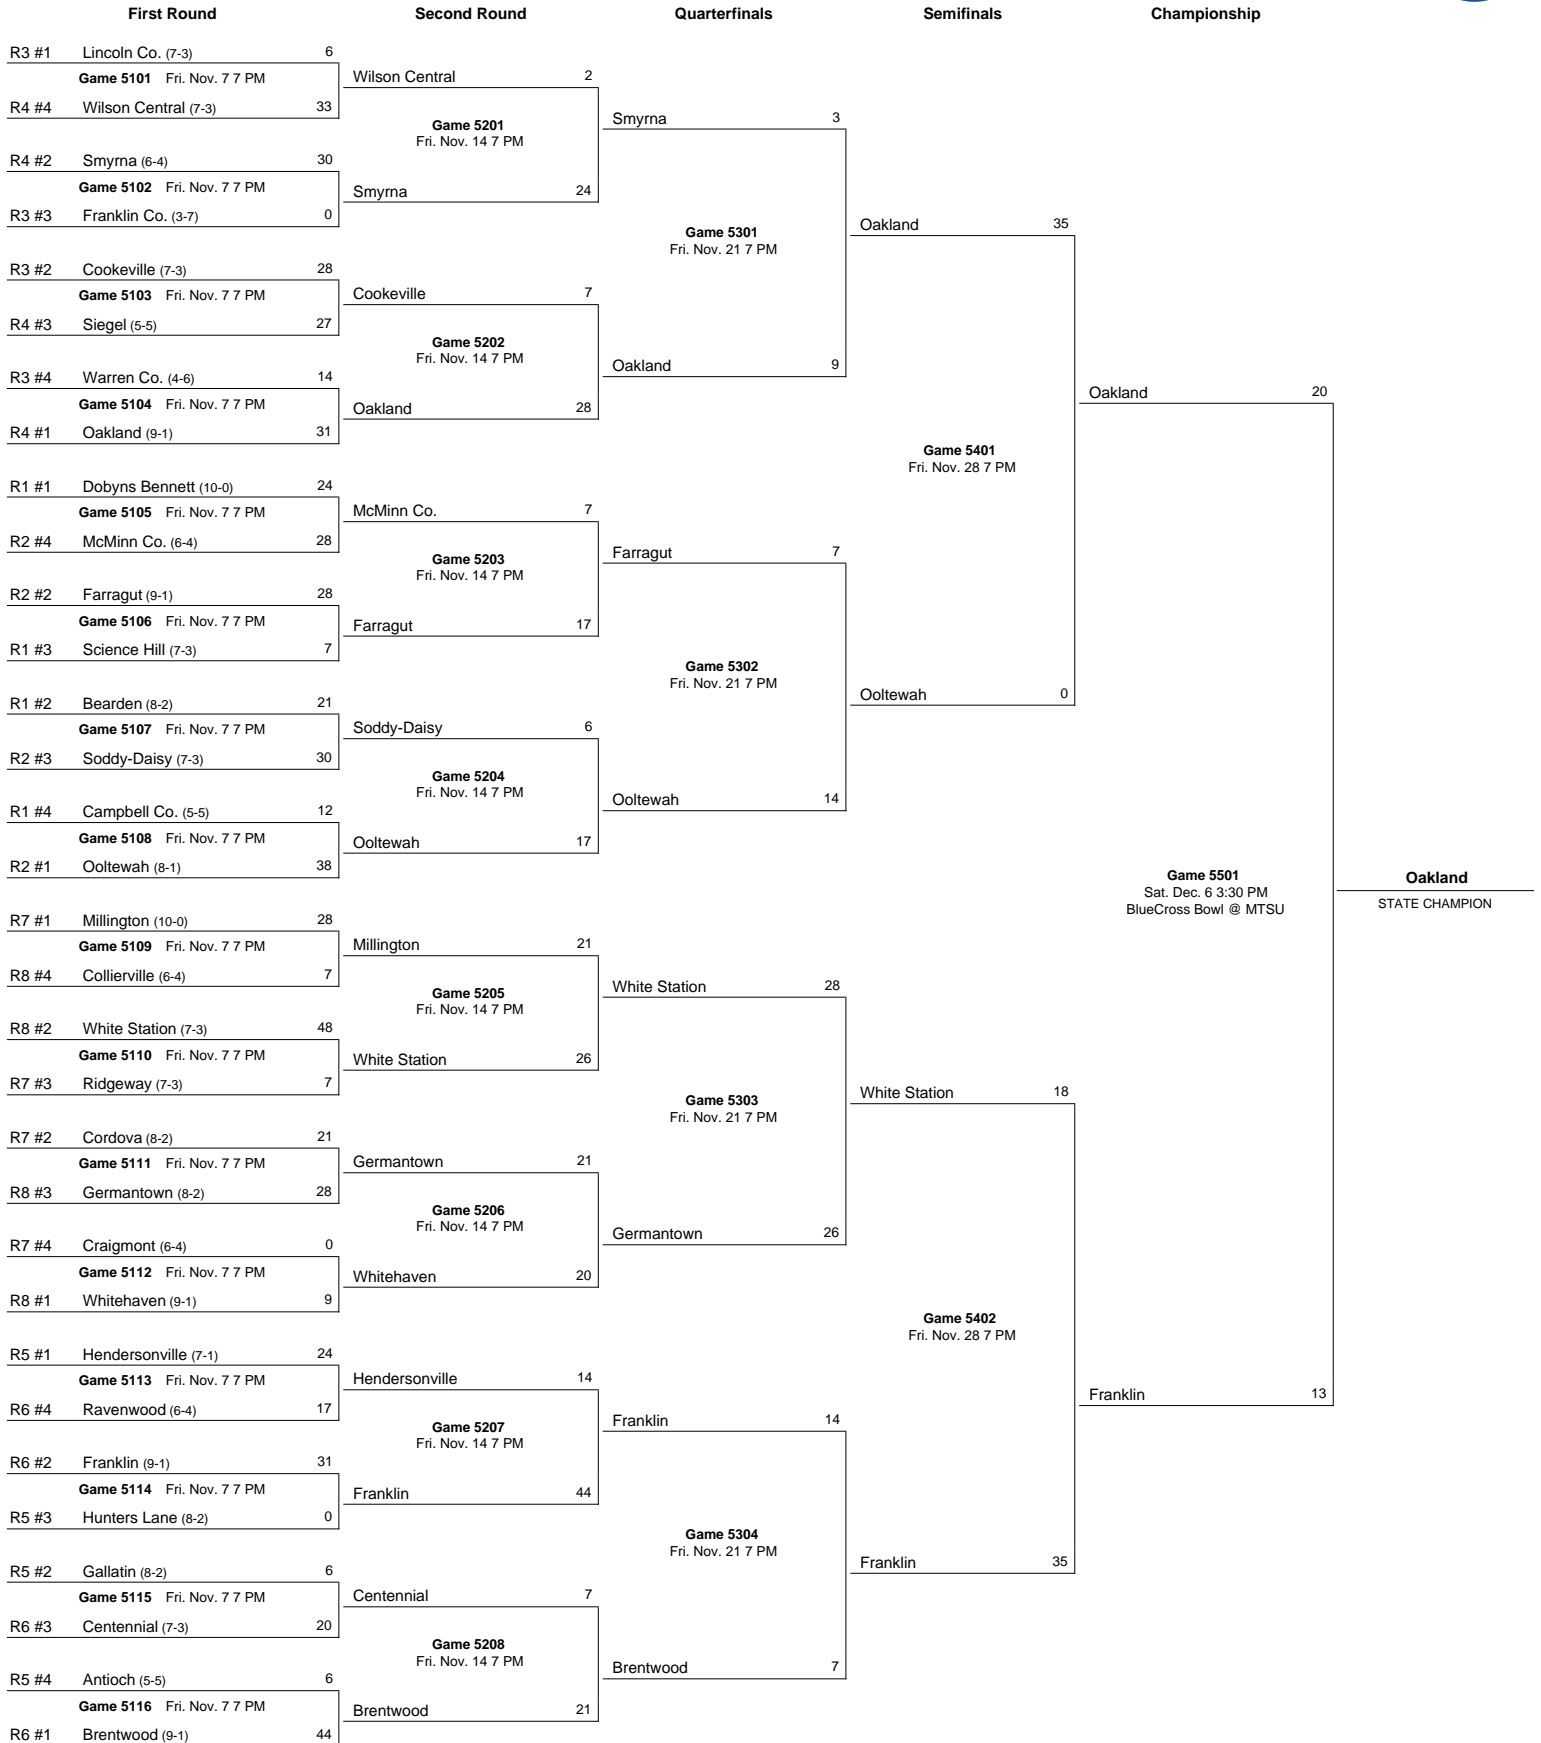 First Round
Second Round
Quarterfinals
Semifinals
Championship
R3 #1 Lincoln Co. (7-3) 6
Game 5101 Fri. Nov. 7 7 PM
R4 #4 Wilson Central (7-3) 33
R4 #2 Smyrna (6-4) 30
Game 5102 Fri. Nov. 7 7 PM
R3 #3 Franklin Co. (3-7) 0
R3 #2 Cookeville (7-3) 28
Game 5103 Fri. Nov. 7 7 PM
R4 #3 Siegel (5-5) 27
R3 #4 Warren Co. (4-6) 14
Game 5104 Fri. Nov. 7 7 PM
R4 #1 Oakland (9-1) 31
R1 #1 Dobyns Bennett (10-0) 24
Game 5105 Fri. Nov. 7 7 PM
R2 #4 McMinn Co. (6-4) 28
R2 #2 Farragut (9-1) 28
Game 5106 Fri. Nov. 7 7 PM
R1 #3 Science Hill (7-3) 7
R1 #2 Bearden (8-2) 21
Game 5107 Fri. Nov. 7 7 PM
R2 #3 Soddy-Daisy (7-3) 30
R1 #4 Campbell Co. (5-5) 12
Game 5108 Fri. Nov. 7 7 PM
R2 #1 Ooltewah (8-1) 38
R7 #1 Millington (10-0) 28
Game 5109 Fri. Nov. 7 7 PM
R8 #4 Collierville (6-4) 7
R8 #2 White Station (7-3) 48
Game 5110 Fri. Nov. 7 7 PM
R7 #3 Ridgeway (7-3) 7
R7 #2 Cordova (8-2) 21
Game 5111 Fri. Nov. 7 7 PM
R8 #3 Germantown (8-2) 28
R7 #4 Craigmont (6-4) 0
Game 5112 Fri. Nov. 7 7 PM
R8 #1 Whitehaven (9-1) 9
R5 #1 Hendersonville (7-1) 24
Game 5113 Fri. Nov. 7 7 PM
R6 #4 Ravenwood (6-4) 17
R6 #2 Franklin (9-1) 31
Game 5114 Fri. Nov. 7 7 PM
R5 #3 Hunters Lane (8-2) 0
R5 #2 Gallatin (8-2) 6
Game 5115 Fri. Nov. 7 7 PM
R6 #3 Centennial (7-3) 20
R5 #4 Antioch (5-5) 6
Game 5116 Fri. Nov. 7 7 PM
R6 #1 Brentwood (9-1) 44
Wilson Central 2
Game 5201
Fri. Nov. 14 7 PM
Smyrna 24
Cookeville 7
Game 5202
Fri. Nov. 14 7 PM
Oakland 28
McMinn Co. 7
Game 5203
Fri. Nov. 14 7 PM
Farragut 17
Soddy-Daisy 6
Game 5204
Fri. Nov. 14 7 PM
Ooltewah 17
Millington 21
Game 5205
Fri. Nov. 14 7 PM
White Station 26
Germantown 21
Game 5206
Fri. Nov. 14 7 PM
Whitehaven 20
Hendersonville 14
Game 5207
Fri. Nov. 14 7 PM
Franklin 44
Centennial 7
Game 5208
Fri. Nov. 14 7 PM
Brentwood 21
Smyrna 3
Game 5301
Fri. Nov. 21 7 PM
Oakland 9
Farragut 7
Game 5302
Fri. Nov. 21 7 PM
Ooltewah 14
White Station 28
Game 5303
Fri. Nov. 21 7 PM
Germantown 26
Franklin 14
Game 5304
Fri. Nov. 21 7 PM
Brentwood 7
Oakland 35
Game 5401
Fri. Nov. 28 7 PM
Ooltewah 0
White Station 18
Game 5402
Fri. Nov. 28 7 PM
Franklin 35
Oakland 20
Game 5501
Sat. Dec. 6 3:30 PM
BlueCross Bowl @ MTSU
Franklin 13
Oakland
STATE CHAMPION